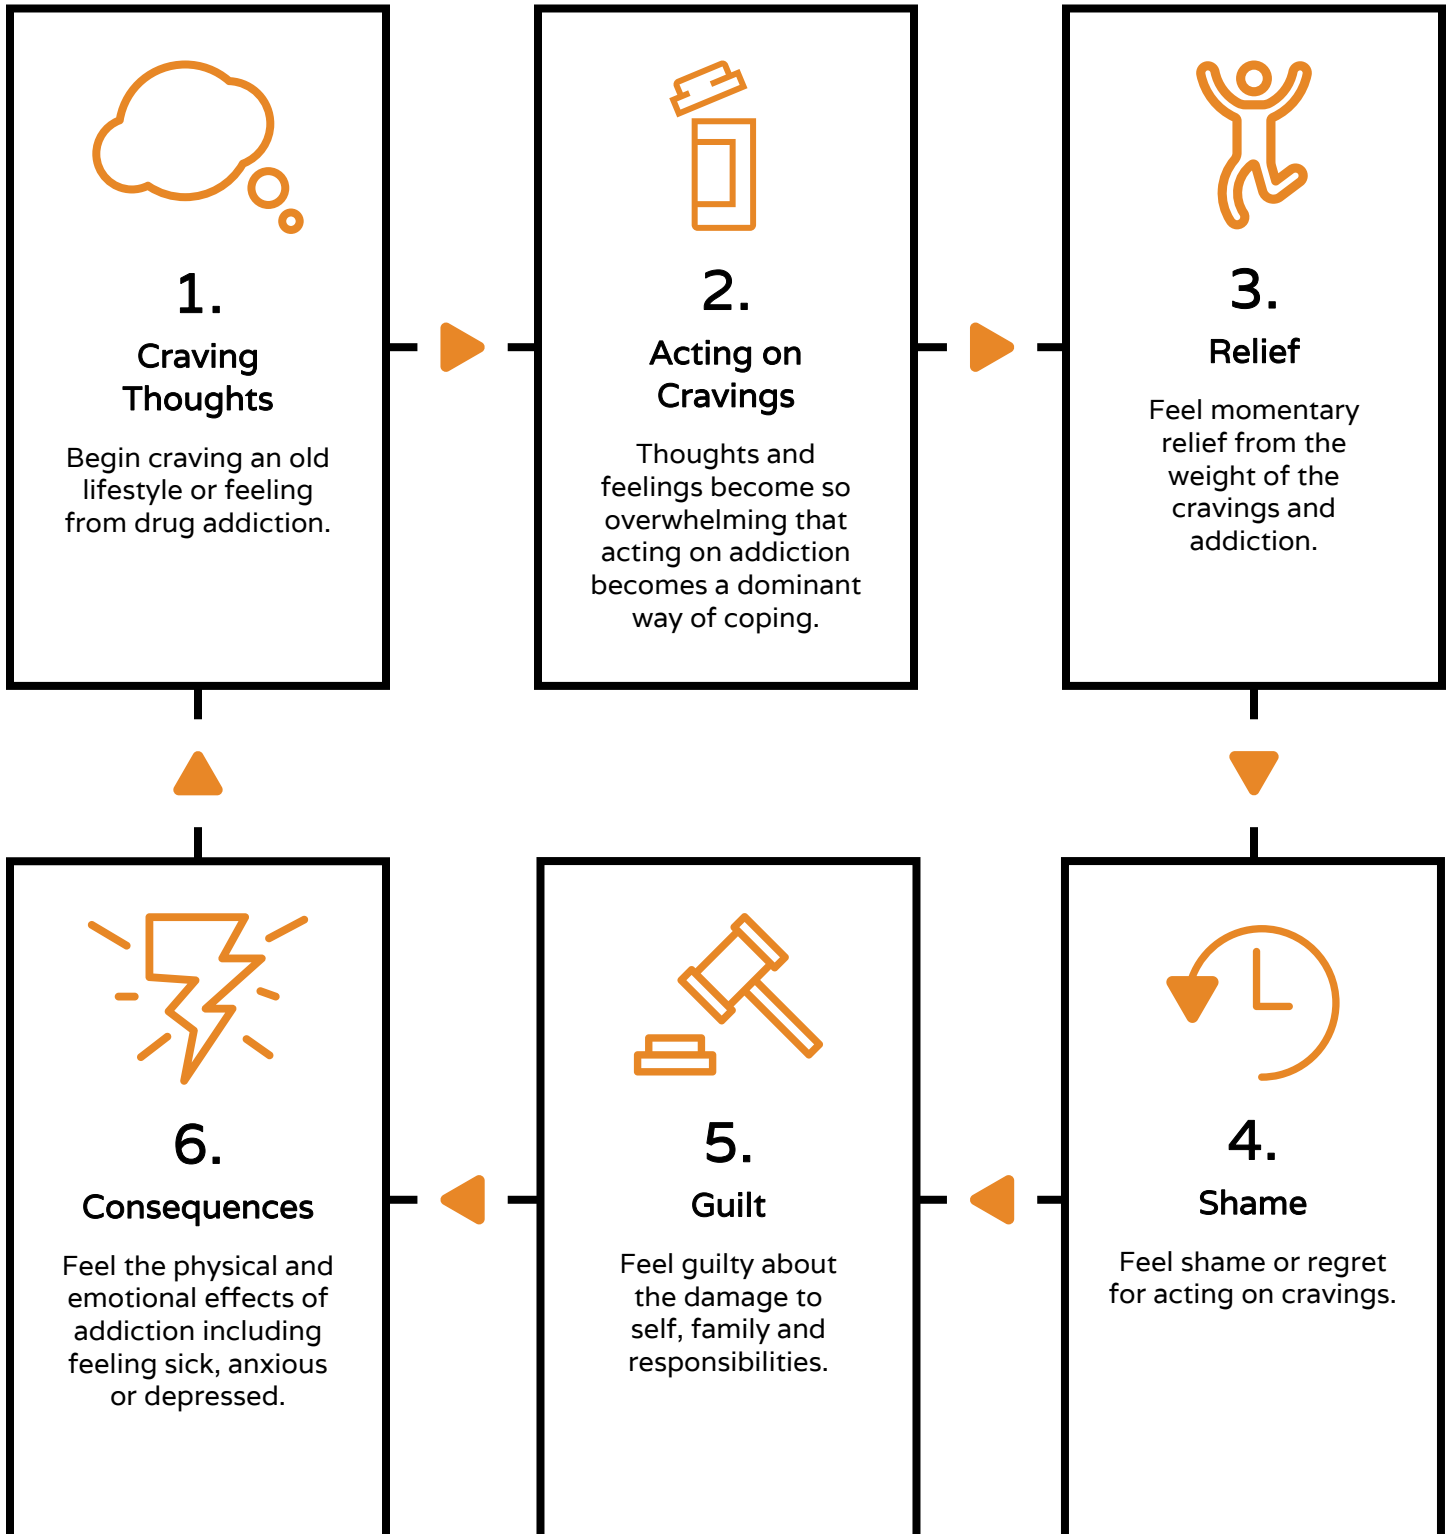 1.
Craving
Thoughts
Begin craving an old
lifestyle or feeling
from drug addiction.
2.
Acting on
Cravings
Thoughts and
feelings become so
overwhelming that
acting on addiction
becomes a dominant
way of coping.
3.
Relief
Feel momentary
relief from the
weight of the
cravings and
addiction.
4.
Shame
Feel shame or regret
for acting on cravings.
5.
Guilt
Feel guilty about
the damage to
self, family and
responsibilities.
6.
Consequences
Feel the physical and
emotional effects of
addiction including
feeling sick, anxious
or depressed.